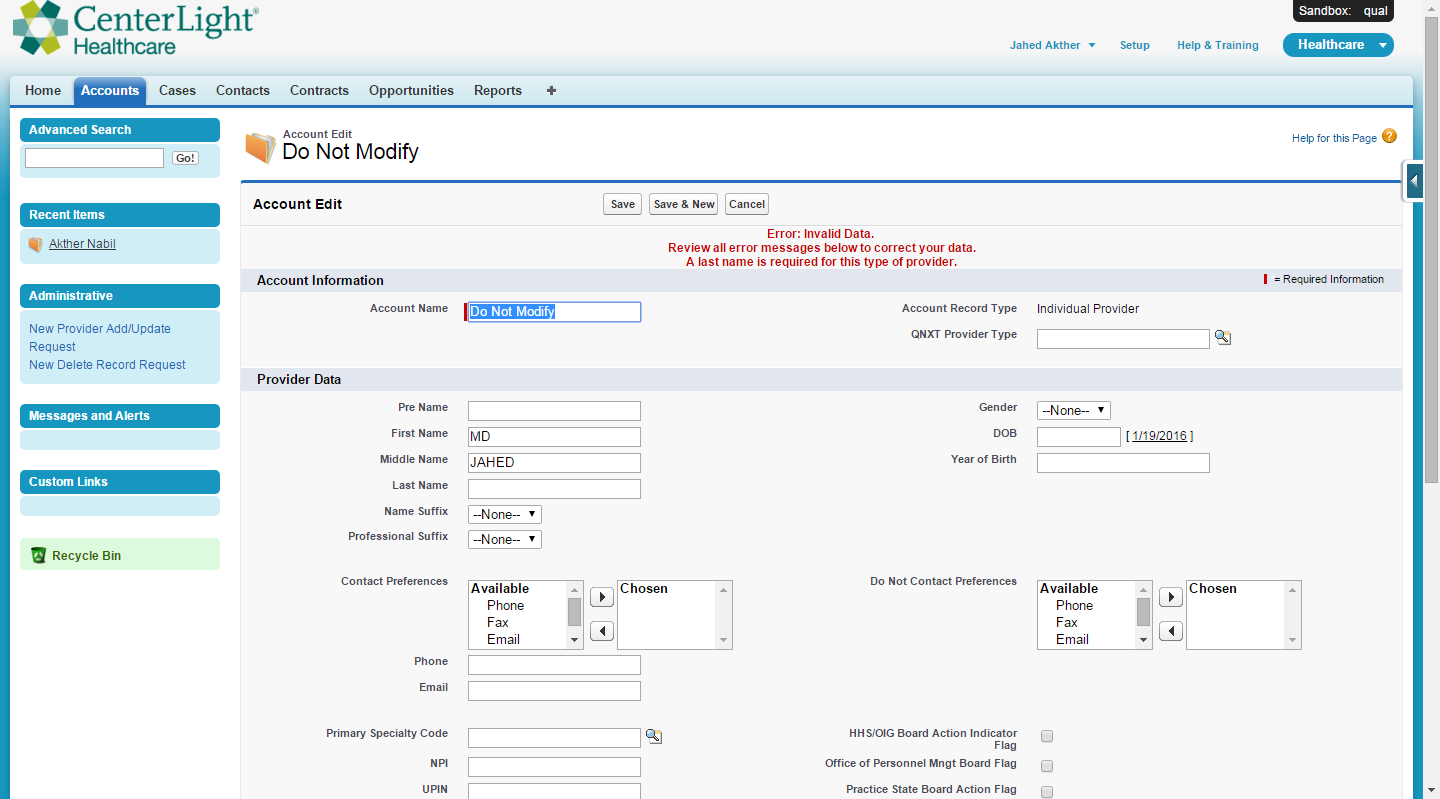 CenterLight®
Healthcare
Sandbox: qual
Jahed Akther Setup Help & Training Healthcare
Home Accounts Cases Contacts Contracts Opportunities Reports +
Advanced Search
Go!
Recent Items
Akther Nabil
Administrative
New Provider Add/Update
Request
New Delete Record Request
Messages and Alerts
Custom Links
Recycle Bin
Account Edit
Do Not Modify
Help for this Page ?
Account Edit Save Save & New Cancel
Error: Invalid Data.
Review all error messages below to correct your data.
A last name is required for this type of provider.
Account Information = Required Information
Account Name Do Not Modify Account Record Type Individual Provider
QNXT Provider Type
Provider Data
Pre Name Gender --None--
First Name MD DOB [ 1/19/2016 ]
Middle Name JAHED Year of Birth
Last Name
Name Suffix --None--
Professional Suffix --None--
Contact Preferences Available Chosen Do Not Contact Preferences Available Chosen
Phone Phone
Fax Fax
Email Email
Phone
Email
Primary Specialty Code HHS/OIG Board Action Indicator
Flag
NPI Office of Personnel Mngt Board Flag
UPIN Practice State Board Action Flag